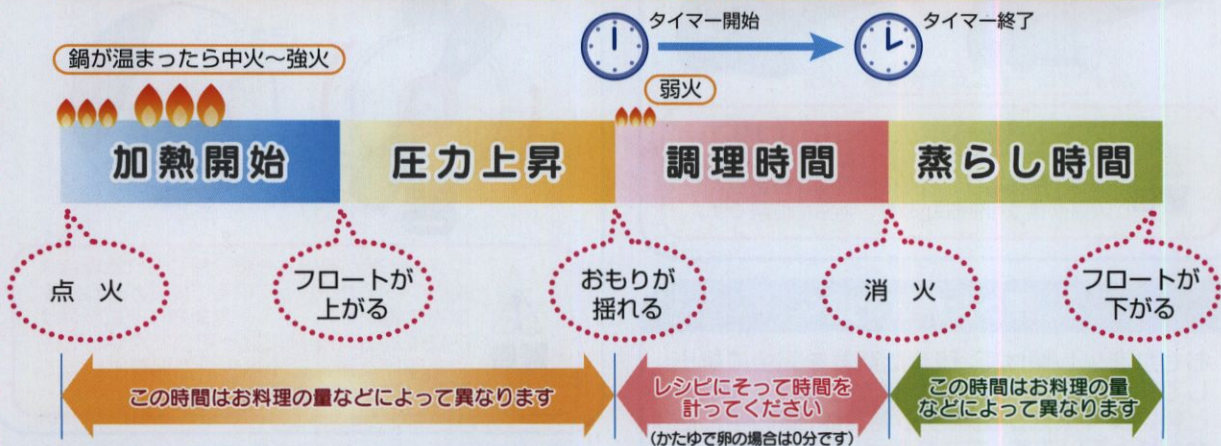 タイマー開始
タイマー終了
鍋が温まったら中火～強火
弱火
加熱開始
圧力上昇
調理時間
蒸らし時間
点 火
フロートが
上がる
おもりが
揺れる
消 火
フロートが
下がる
この時間はお料理の量などによって異なります
レシピにそって時間を
計ってください
(かたゆで卵の場合は0分です)
この時間はお料理の量
などによって異なります